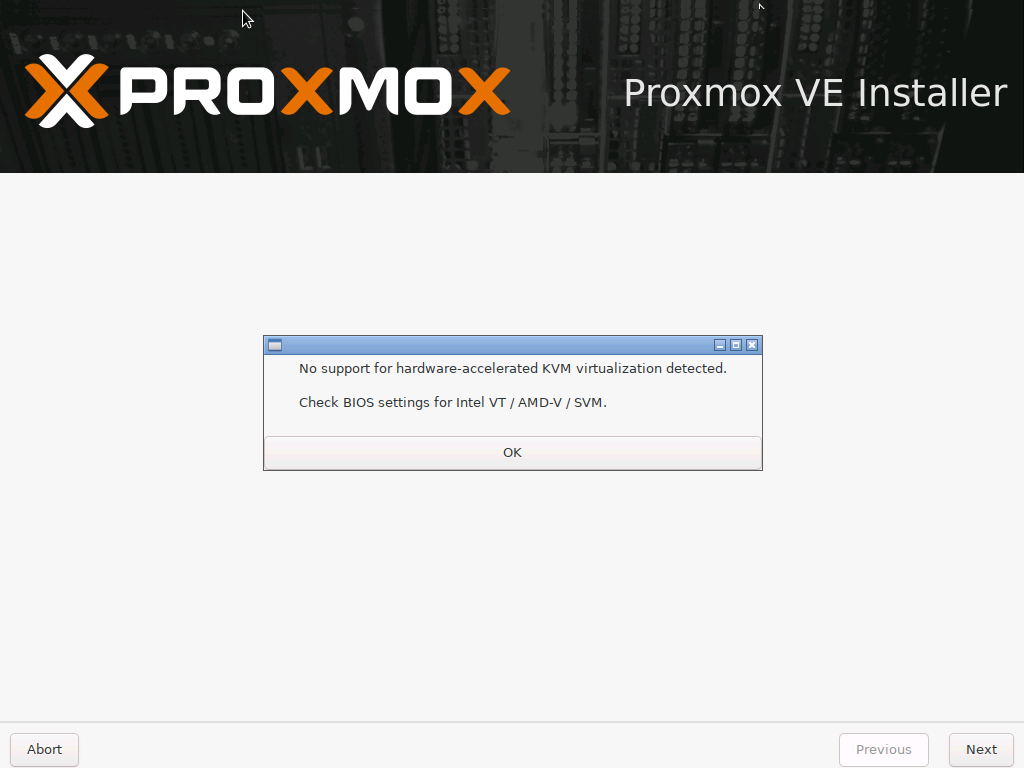 PROXMOX
Proxmox VE Installer
No support for hardware-accelerated KVM virtualization detected.
Check BIOS settings for Intel VT / AMD-V / SVM.
OK
Abort
Previous
Next